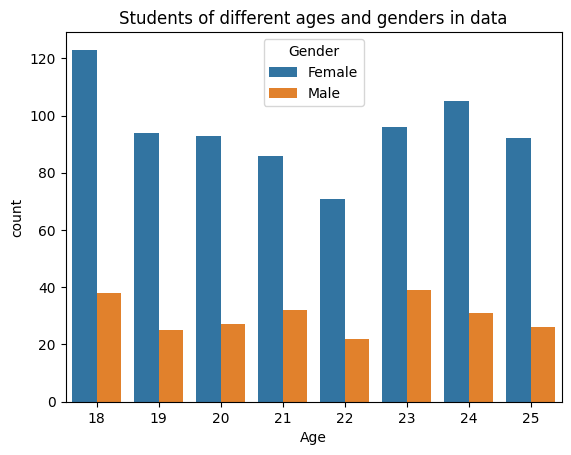 Students of different ages and genders in data
Gender
Female
Male
120
100
80
60
40
20
0
count
18 19 20 21 22 23 24 25
Age